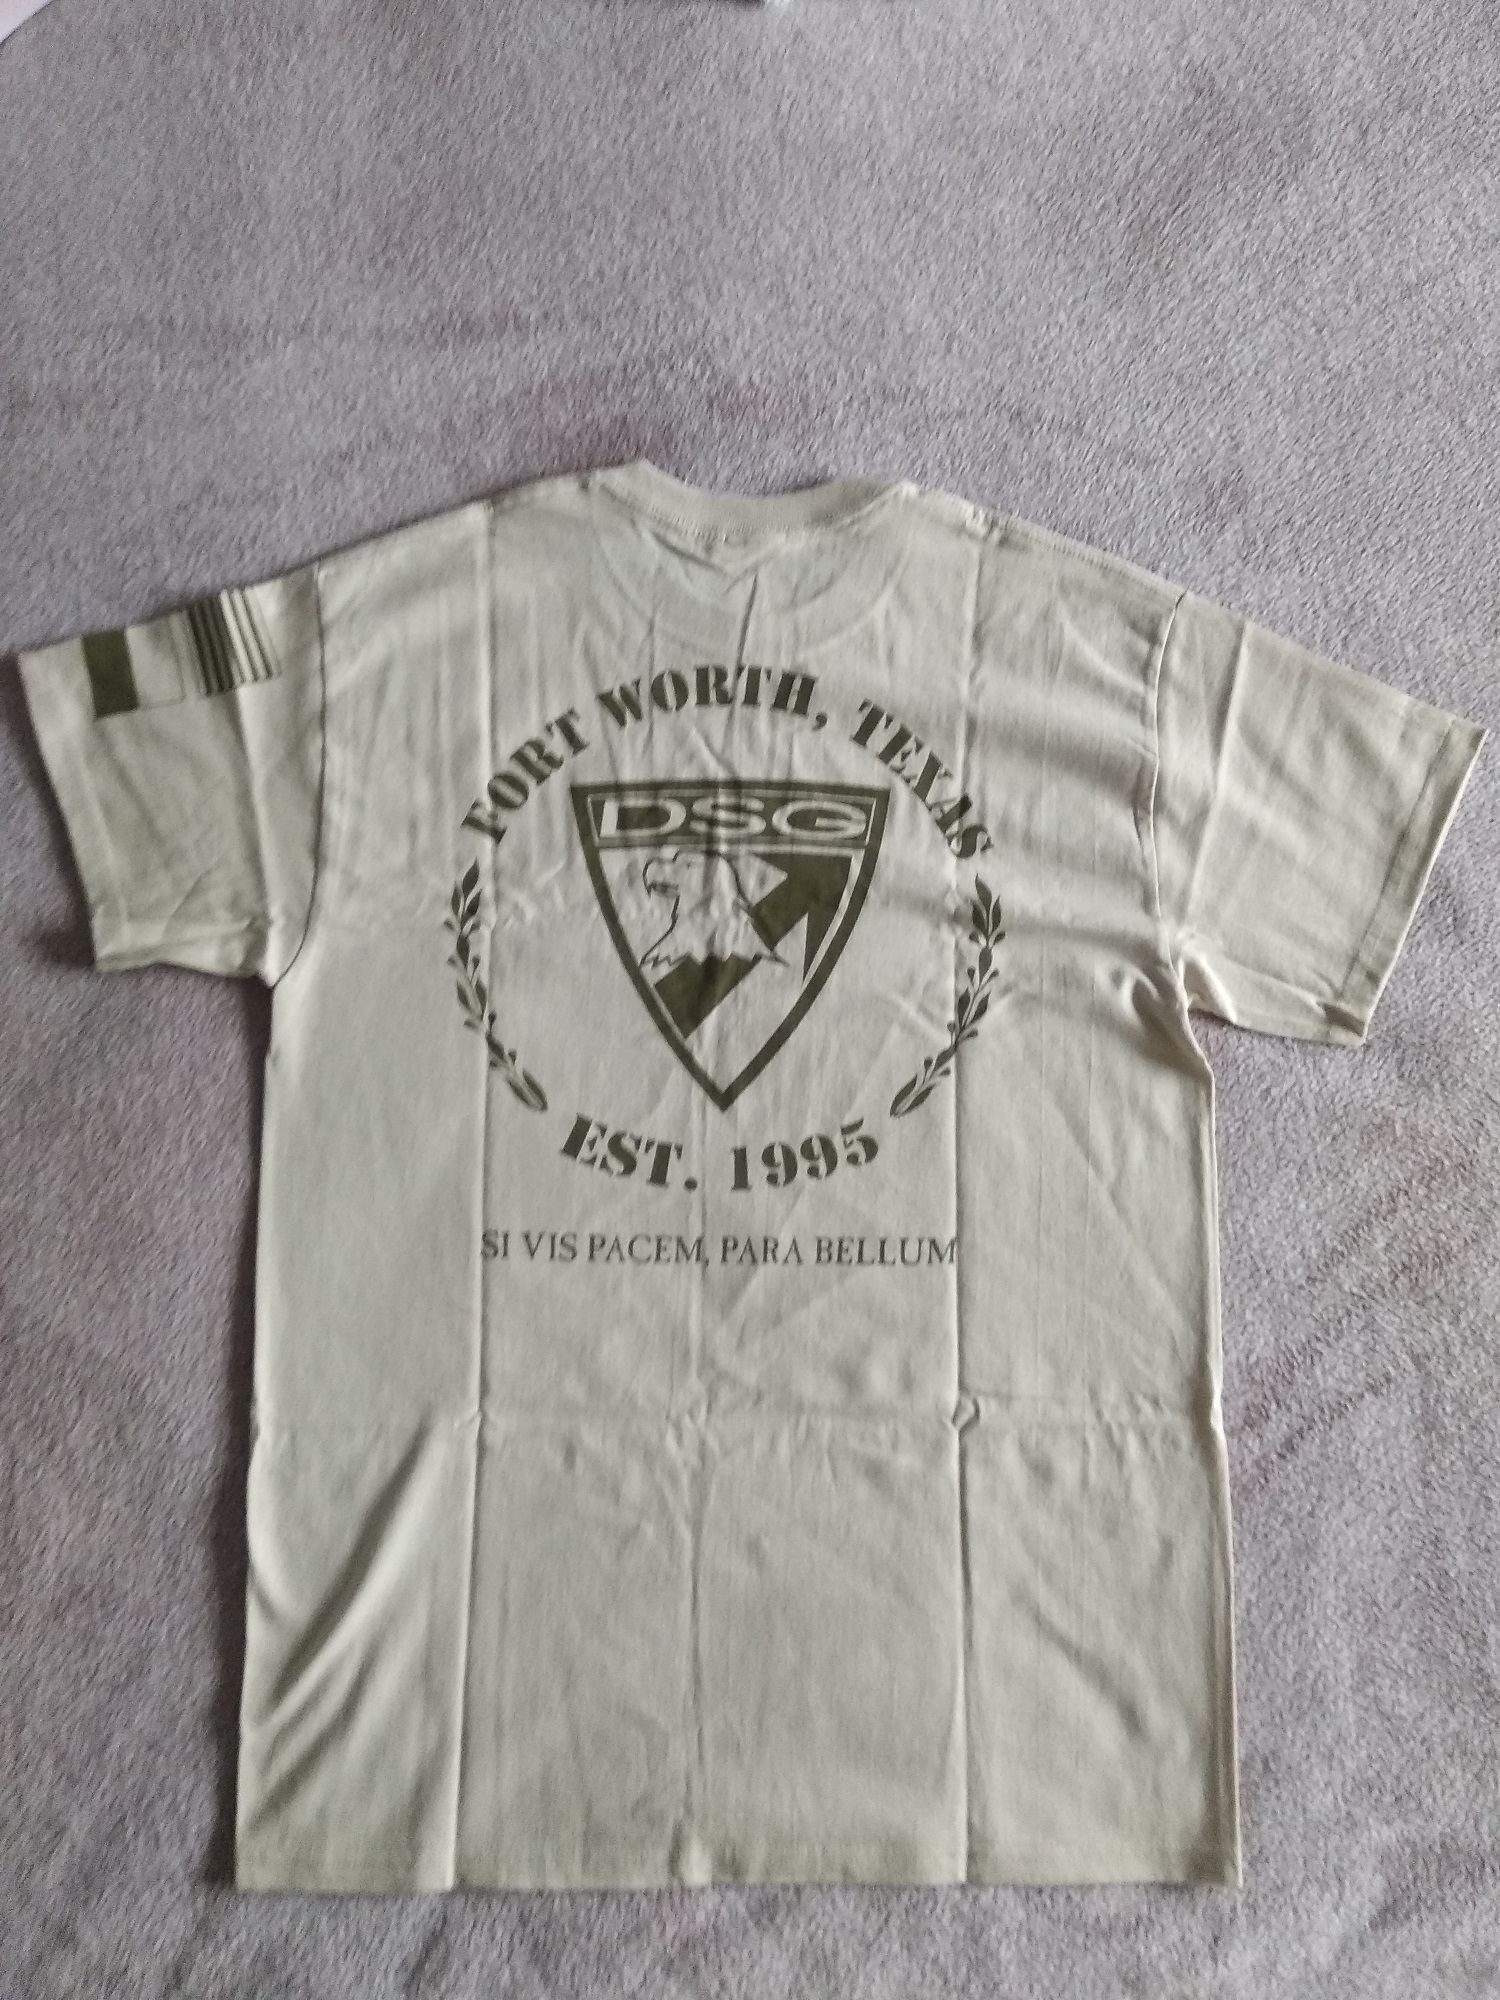 FORT WORTH, TEXAS
DSG
EST. 1995
SI VIS PACEM, PARA BELLUM